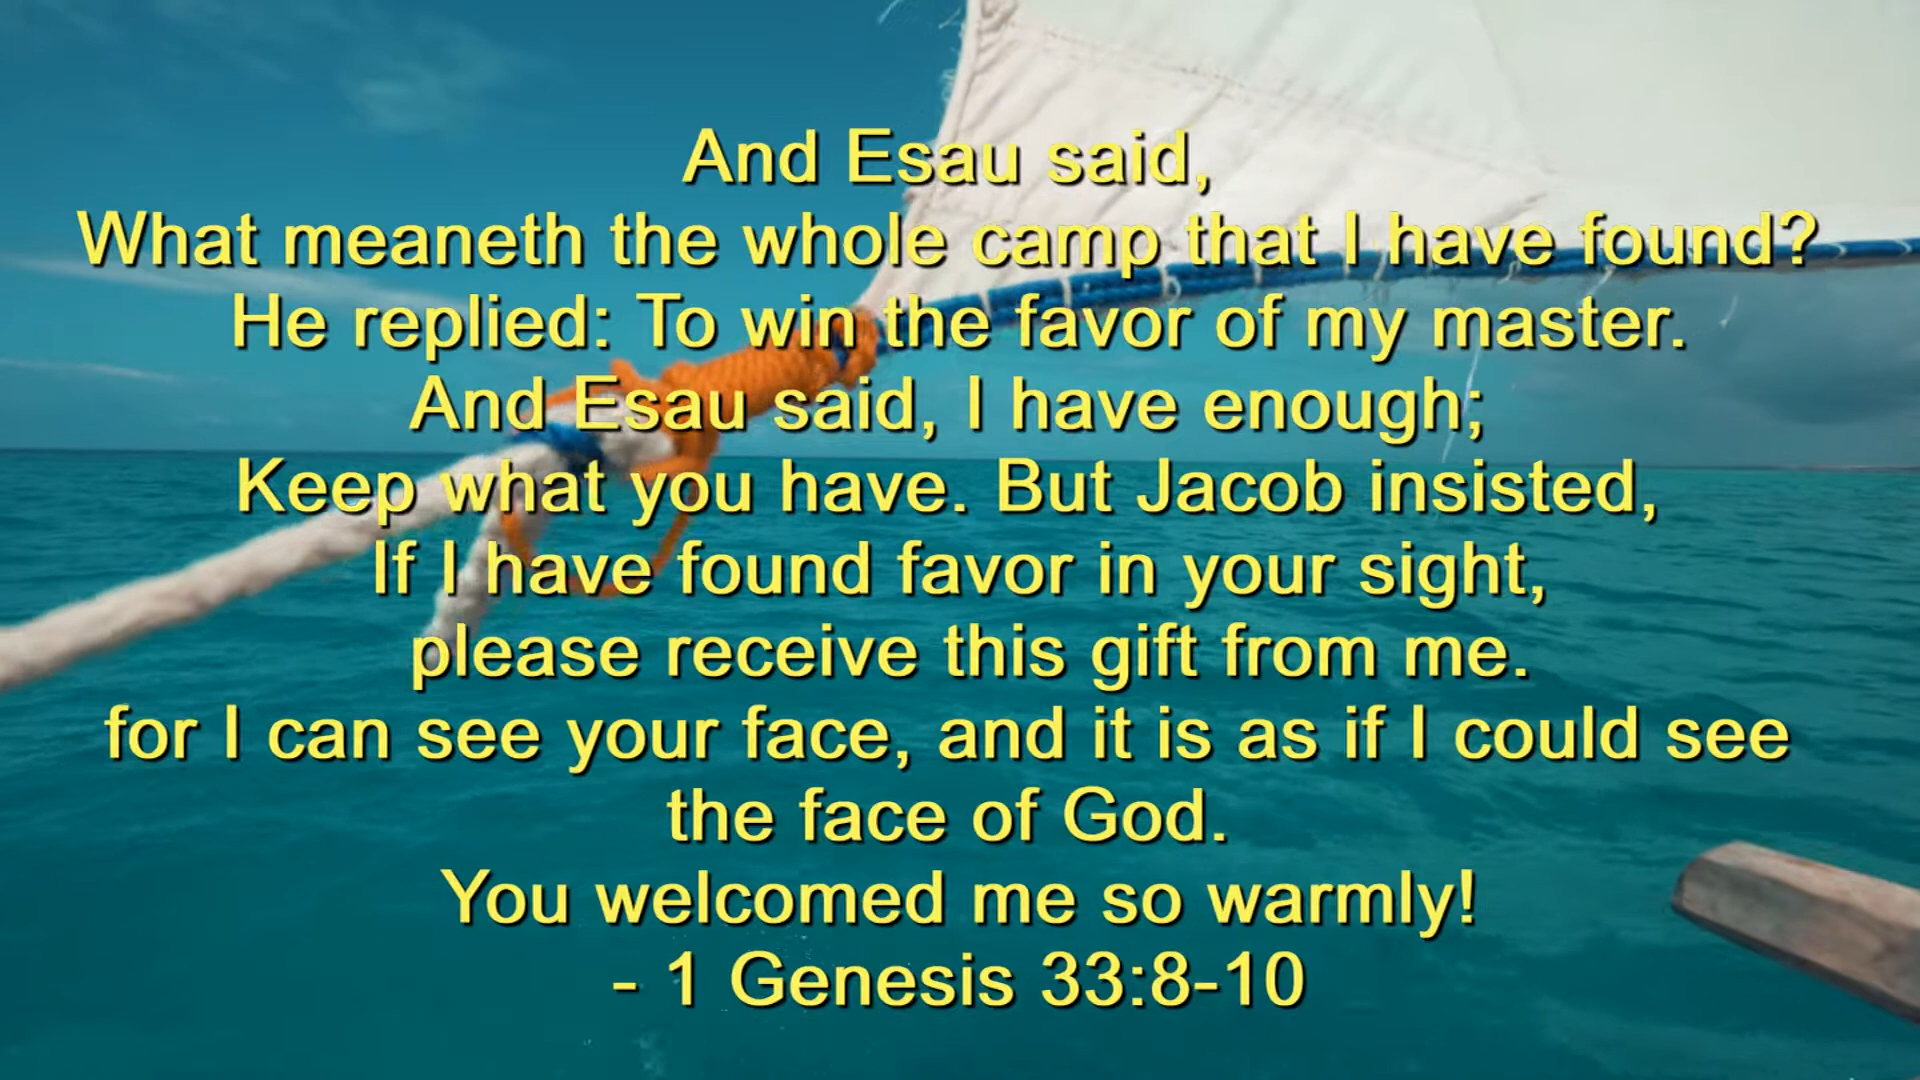 And Esau said,
What meaneth the whole camp that I have found?
He replied: To win the favor of my master.
And Esau said, I have enough;
Keep what you have. But Jacob insisted,
If I have found favor in your sight,
please receive this gift from me.
for I can see your face, and it is as if I could see
the face of God.
You welcomed me so warmly!
- 1 Genesis 33:8-10